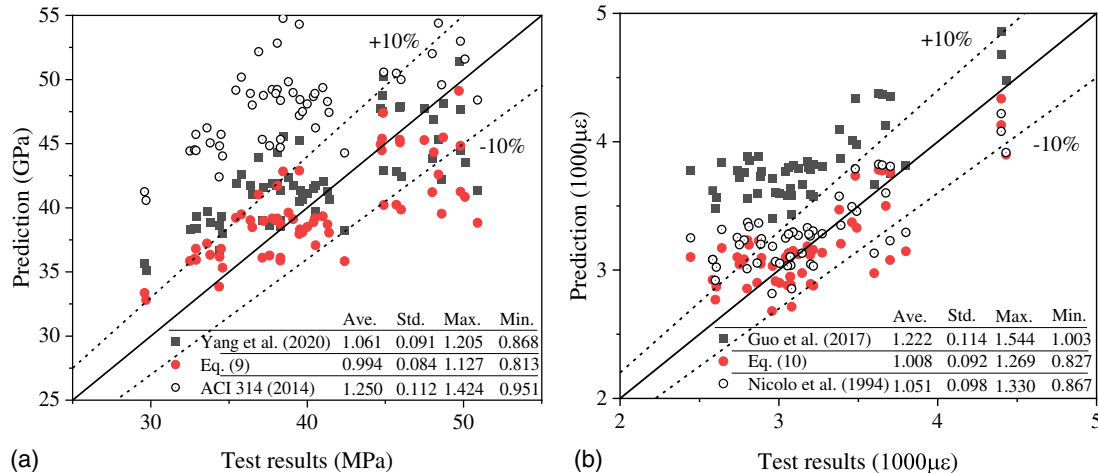 55
50
45
40
35
30
25
30
35
40
45
50
Prediction (GPa)
Test results (MPa)
+10%
-10%
Ave. Std. Max. Min.
Yang et al. (2020) 1.061 0.091 1.205 0.868
Eq. (9) 0.994 0.084 1.127 0.813
ACI 314 (2014) 1.250 0.112 1.424 0.951
(a)
5
4
3
2
2
3
4
5
Prediction (1000με)
Test results (1000με)
+10%
-10%
Ave. Std. Max. Min.
Guo et al. (2017) 1.222 0.114 1.544 1.003
Eq. (10) 1.008 0.092 1.269 0.827
Nicolo et al. (1994) 1.051 0.098 1.330 0.867
(b)